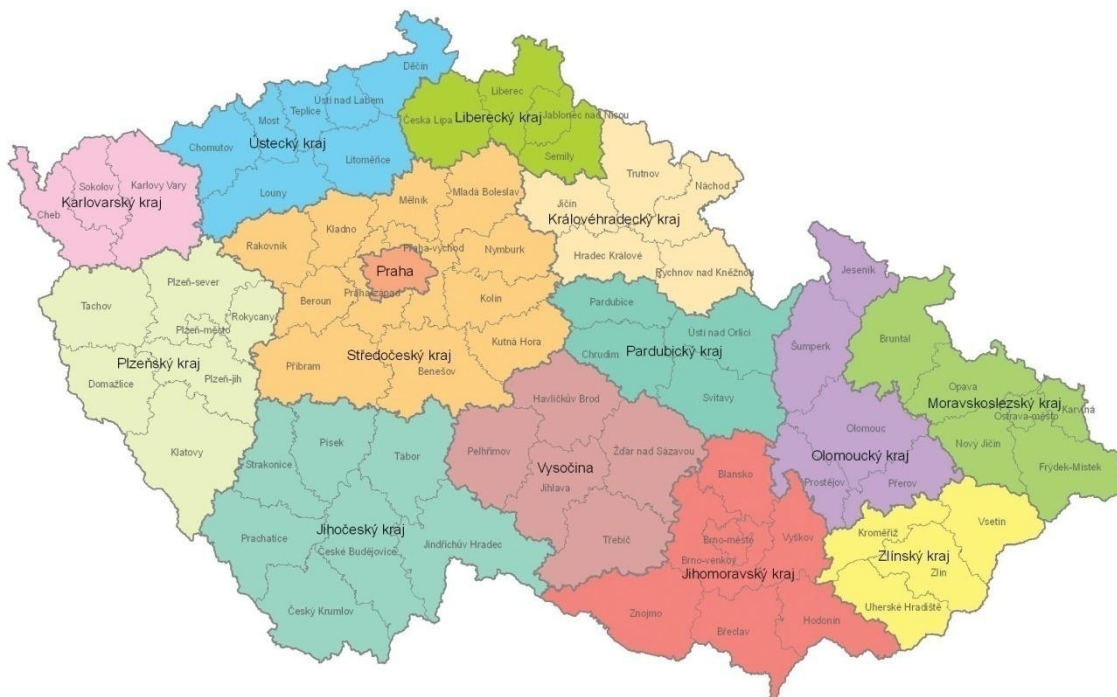 Děčín
Ústí nad Labem
Teplice
Most
Chomutov
Ústecký kraj
Litoměřice
Louny
Liberec
Česká Lípa
Jablonec nad Nisou
Liberecký kraj
Semily
Karlovy Vary
Sokolov
Karlovarský kraj
Cheb
Trutnov
Náchod
Jičín
Královéhradecký kraj
Hradec Králové
Rychnov nad Kněžnou
Mladá Boleslav
Mělník
Kladno
Rakovník
Praha-východ
Nymburk
Praha
Beroun
Praha-západ
Kolín
Kutná Hora
Středočeský kraj
Příbram
Benešov
Plzeň-sever
Tachov
Rokycany
Plzeň-město
Plzeňský kraj
Domažlice
Plzeň-jih
Klatovy
Pardubice
Ústí nad Orlicí
Chrudim
Pardubický kraj
Svitavy
Jeseník
Šumperk
Olomouc
Olomoucký kraj
Prostějov
Přerov
Bruntál
Opava
Moravskoslezský kraj
Ostrava-město
Karviná
Nový Jičín
Frýdek-Místek
Havlíčkův Brod
Pelhřimov
Žďár nad Sázavou
Vysočina
Jihlava
Třebíč
Písek
Tábor
Strakonice
Jihočeský kraj
Prachatice
České Budějovice
Jindřichův Hradec
Český Krumlov
Blansko
Brno-město
Vyškov
Brno-venkov
Jihomoravský kraj
Znojmo
Břeclav
Hodonín
Vsetín
Kroměříž
Zlínský kraj
Zlín
Uherské Hradiště